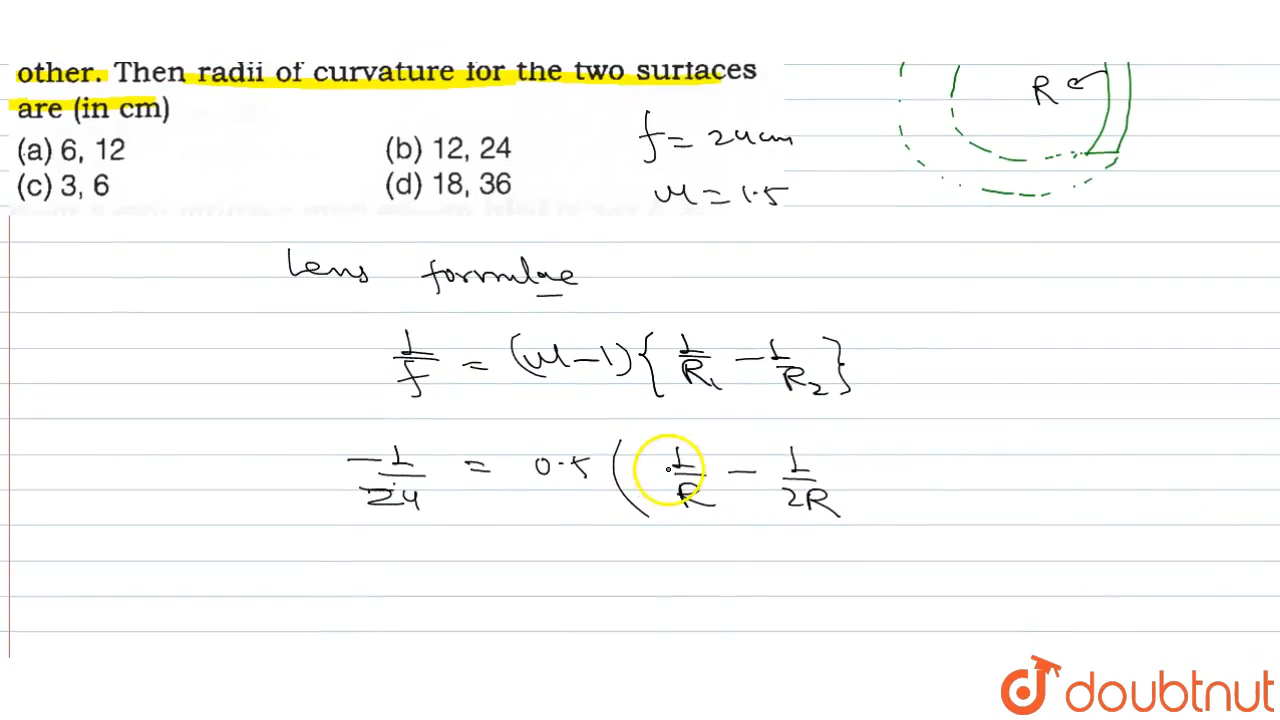 other. Then radii of curvature for the two surfaces
are (in cm)
(a) 6, 12
(b) 12, 24
(c) 3, 6
(d) 18, 36
f = 24 cm
μ = 1.5
R
Lens formulae
1/f = (μ - 1) { 1/R₁ - 1/R₂ }
-1/24 = 0.5 ( 1/R - 1/2R
doubtnut